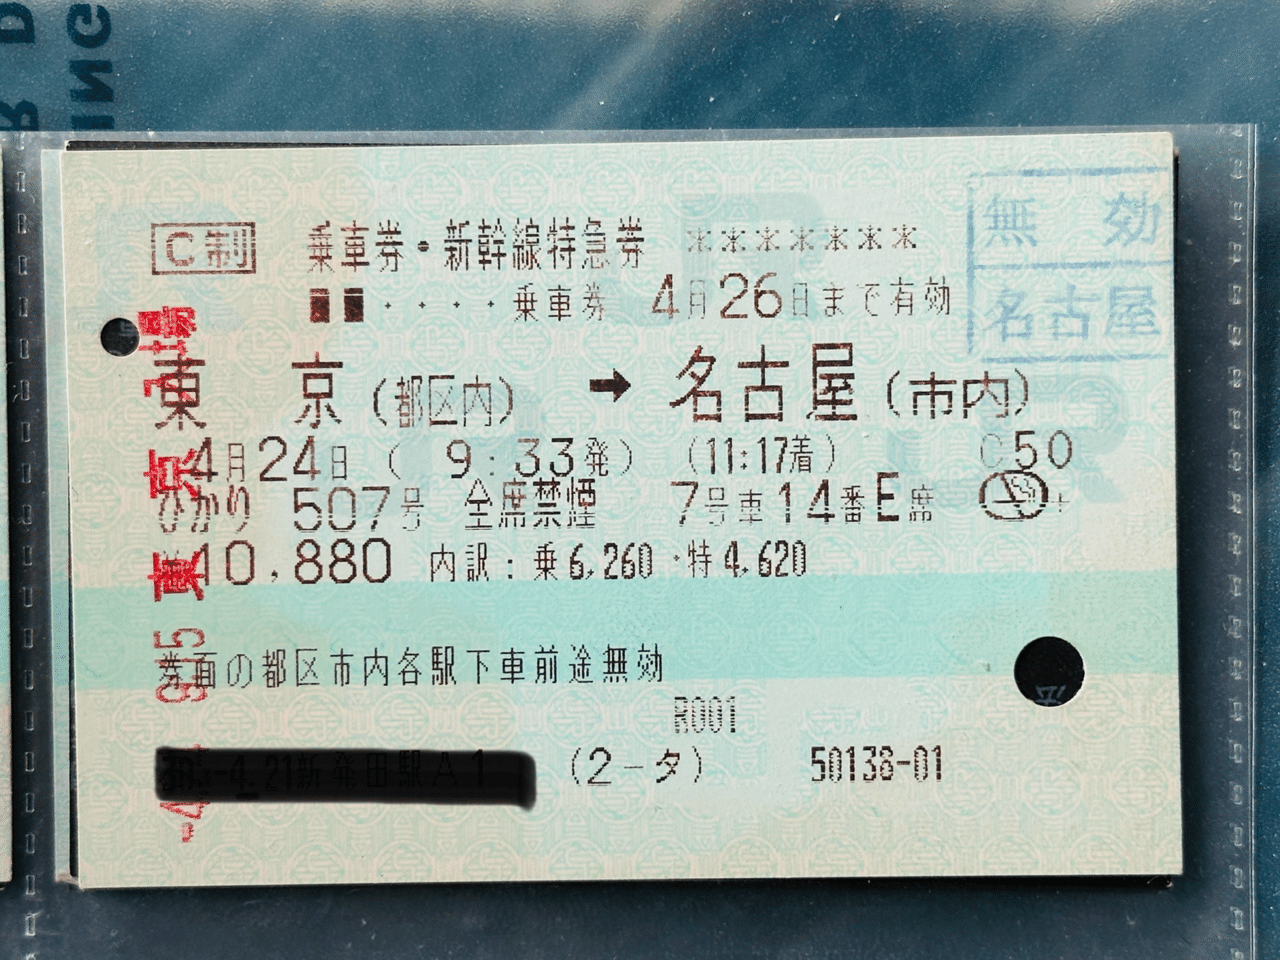 C制 乗車券・新幹線特急券 *******
■■・・・・乗車券 4月26日まで有効
無効
名古屋
東京(都区内) ➡ 名古屋(市内)
4月24日 ( 9:33発) (11:17着) C50
ひかり 507号 全席禁煙 7号車14番E席
10,880 内訳:乗6,260・特4,620
券面の都区市内各駅下車前途無効
R001
(2-タ) 50138-01
東京